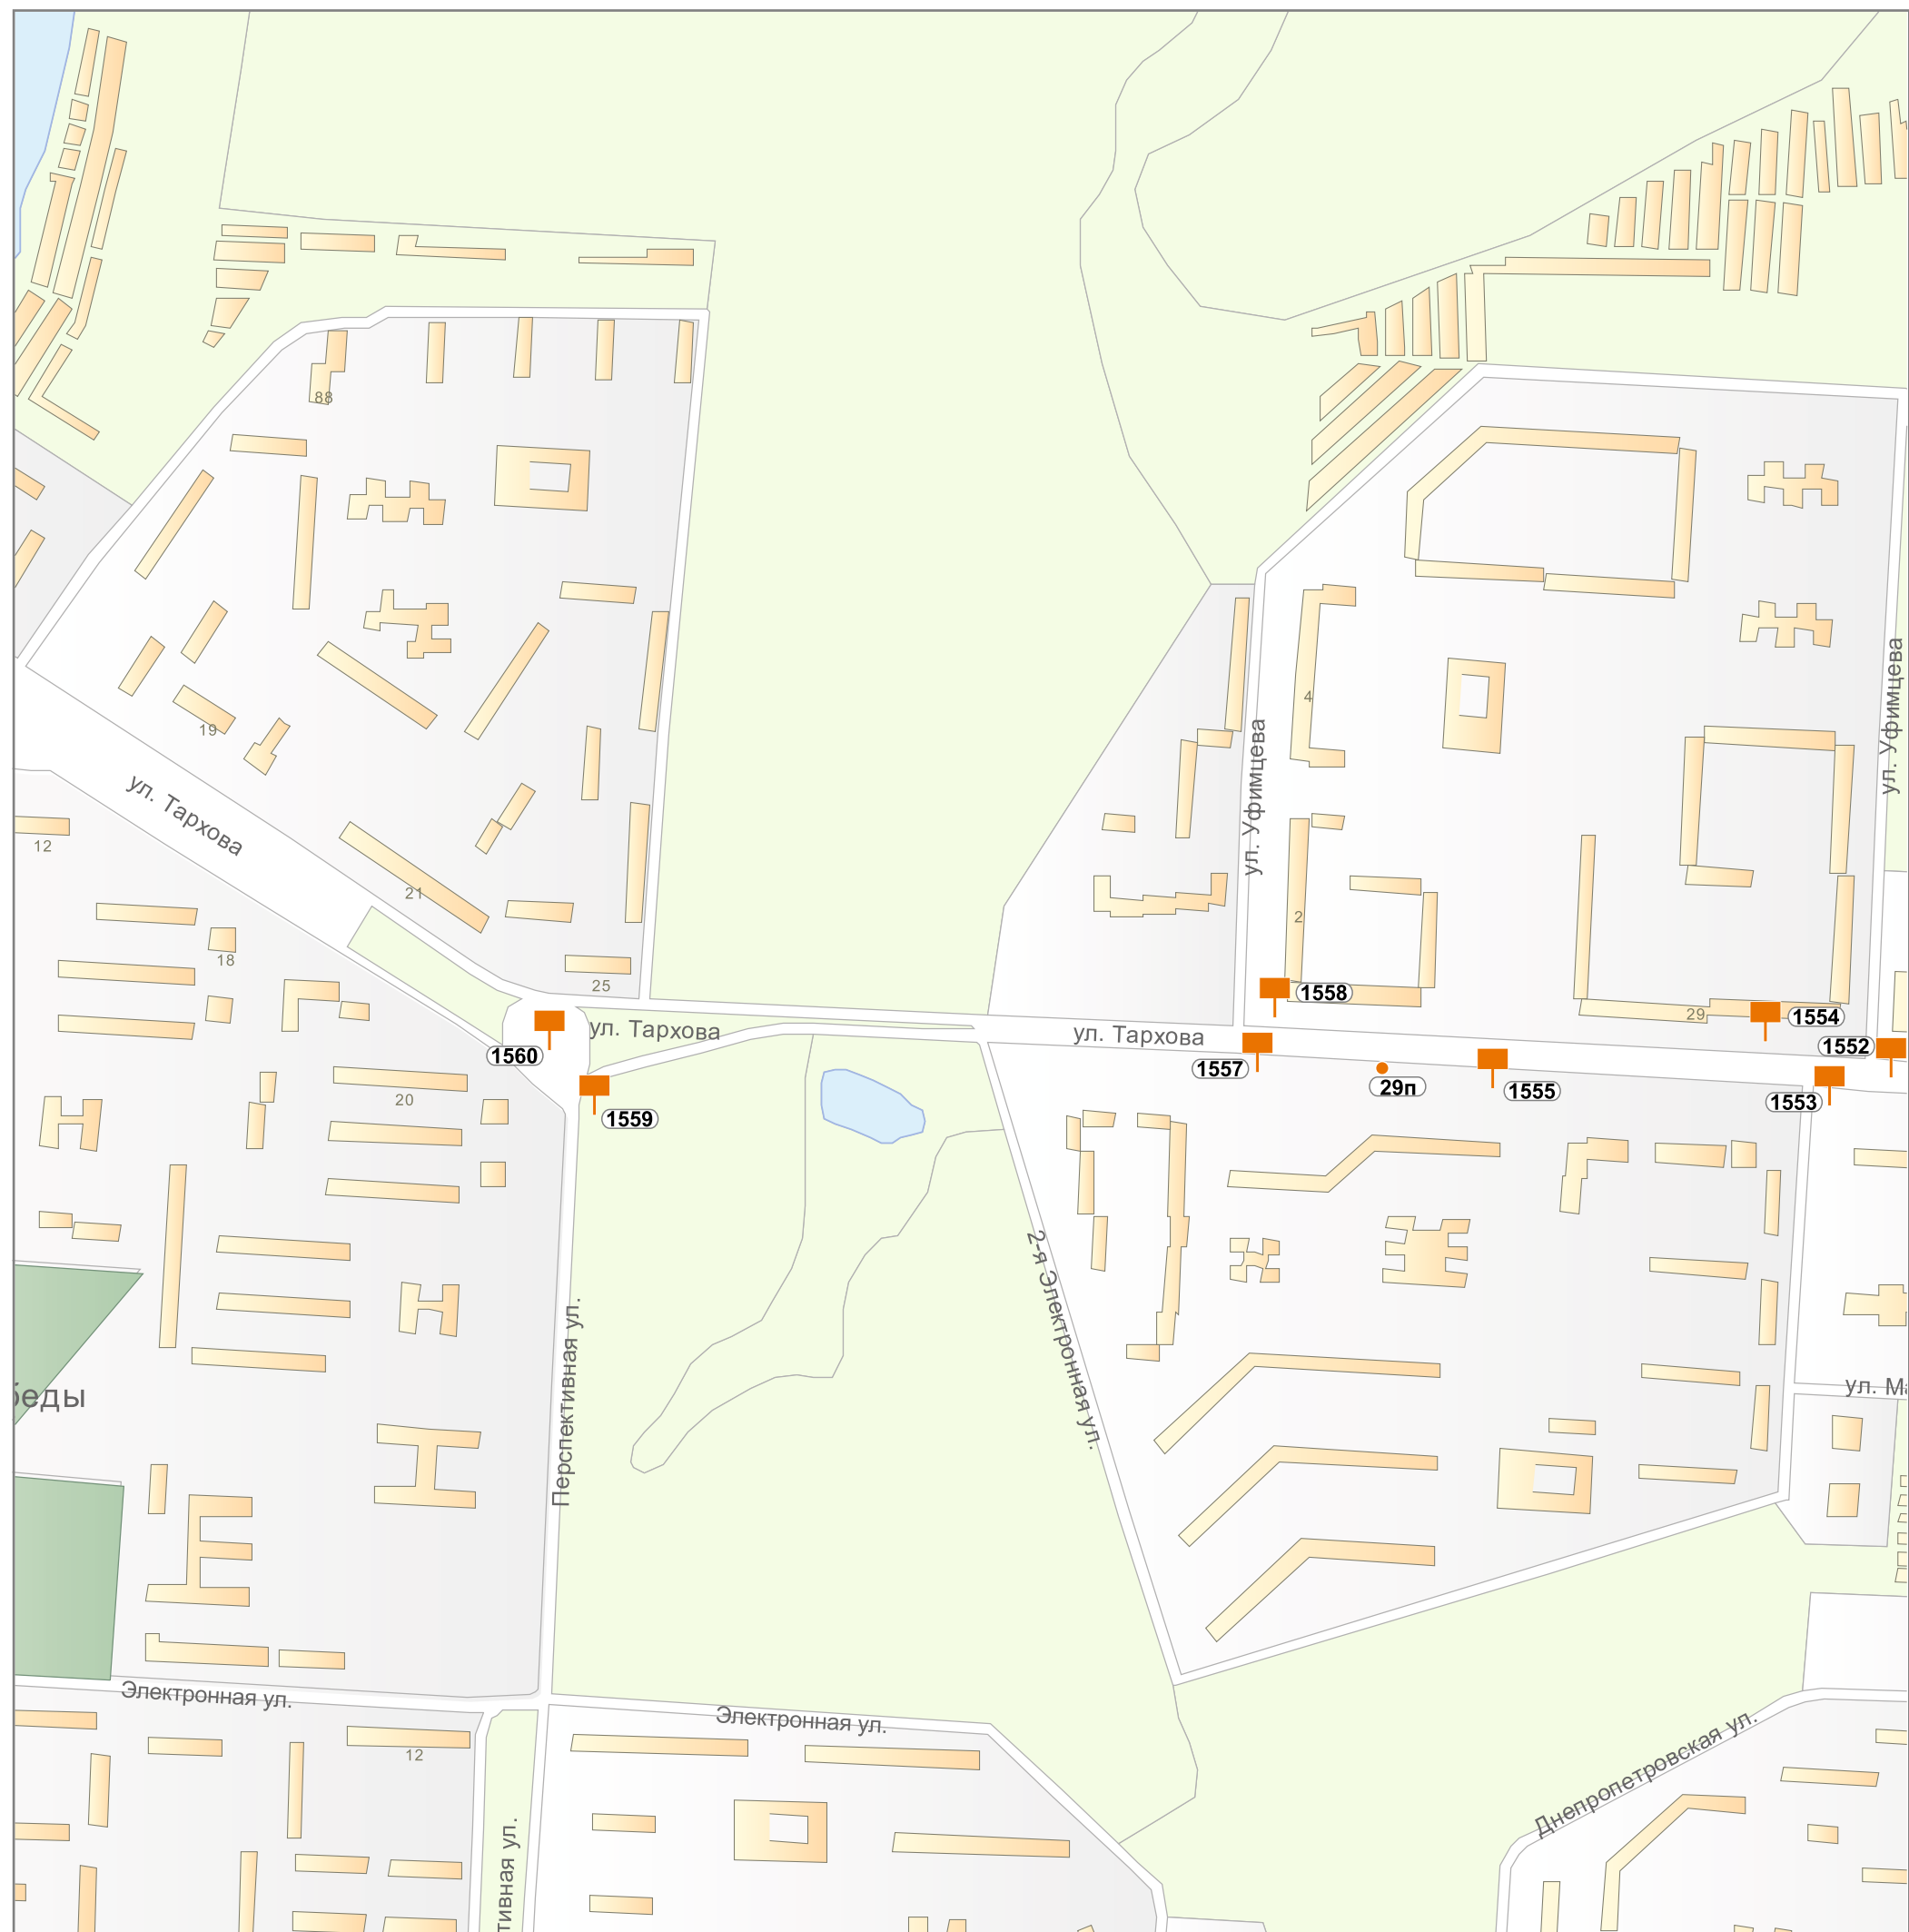 88
4
ул. Уфимцева
19
ул. Уфимцева
ул. Тархова
12
21
2
18
25
1558
29
1554
ул. Тархова
ул. Тархова
1560
1552
1557
29п
1555
1553
20
1559
2-я Электронная ул.
Перспективная ул.
беды
ул. Ма
Электронная ул.
Электронная ул.
12
Днепропетровская ул.
тивная ул.